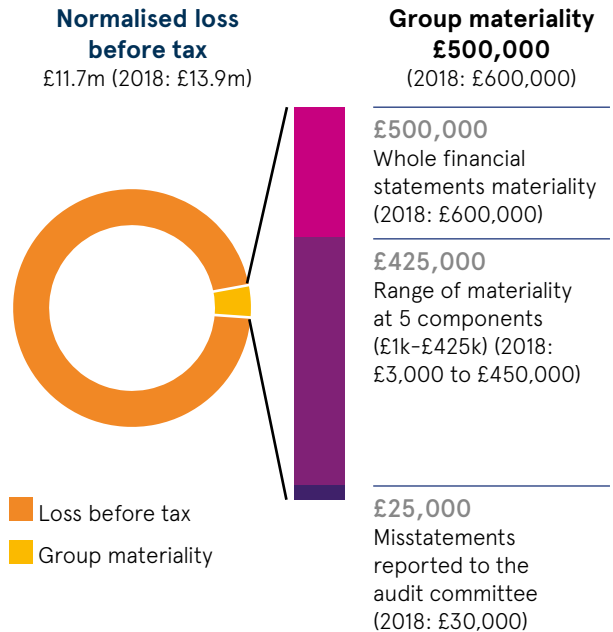 Normalised loss
before tax
£11.7m (2018: £13.9m)
Group materiality
£500,000
(2018: £600,000)
£500,000
Whole financial
statements materiality
(2018: £600,000)
£425,000
Range of materiality
at 5 components
(£1k-£425k) (2018:
£3,000 to £450,000)
£25,000
Misstatements
reported to the
audit committee
(2018: £30,000)
Loss before tax
Group materiality